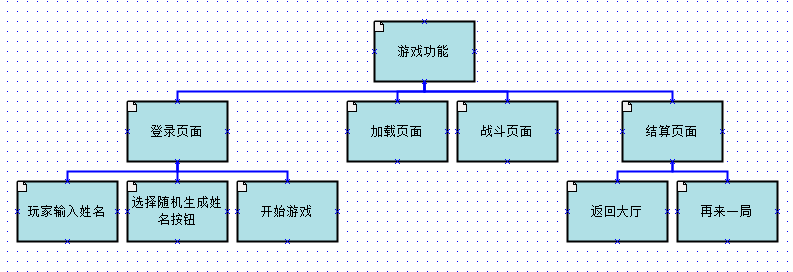 游戏功能
登录页面
加载页面
战斗页面
结算页面
玩家输入姓名
选择随机生成姓
名按钮
开始游戏
返回大厅
再来一局